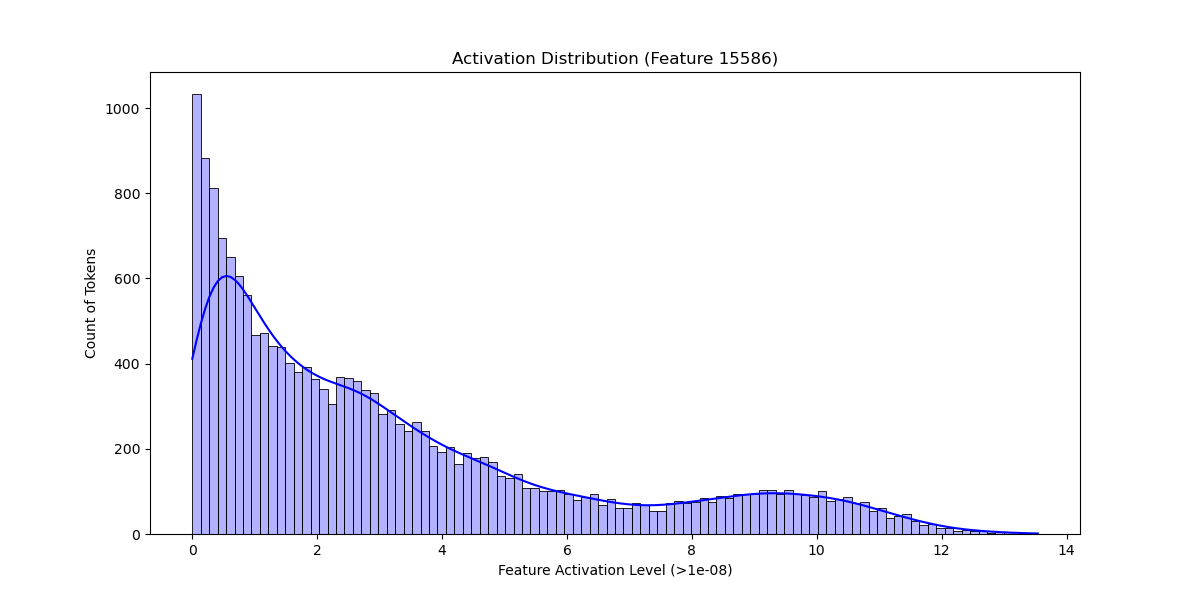 Activation Distribution (Feature 15586)
1000
800
600
400
200
0
Count of Tokens
0 2 4 6 8 10 12 14
Feature Activation Level (>1e-08)